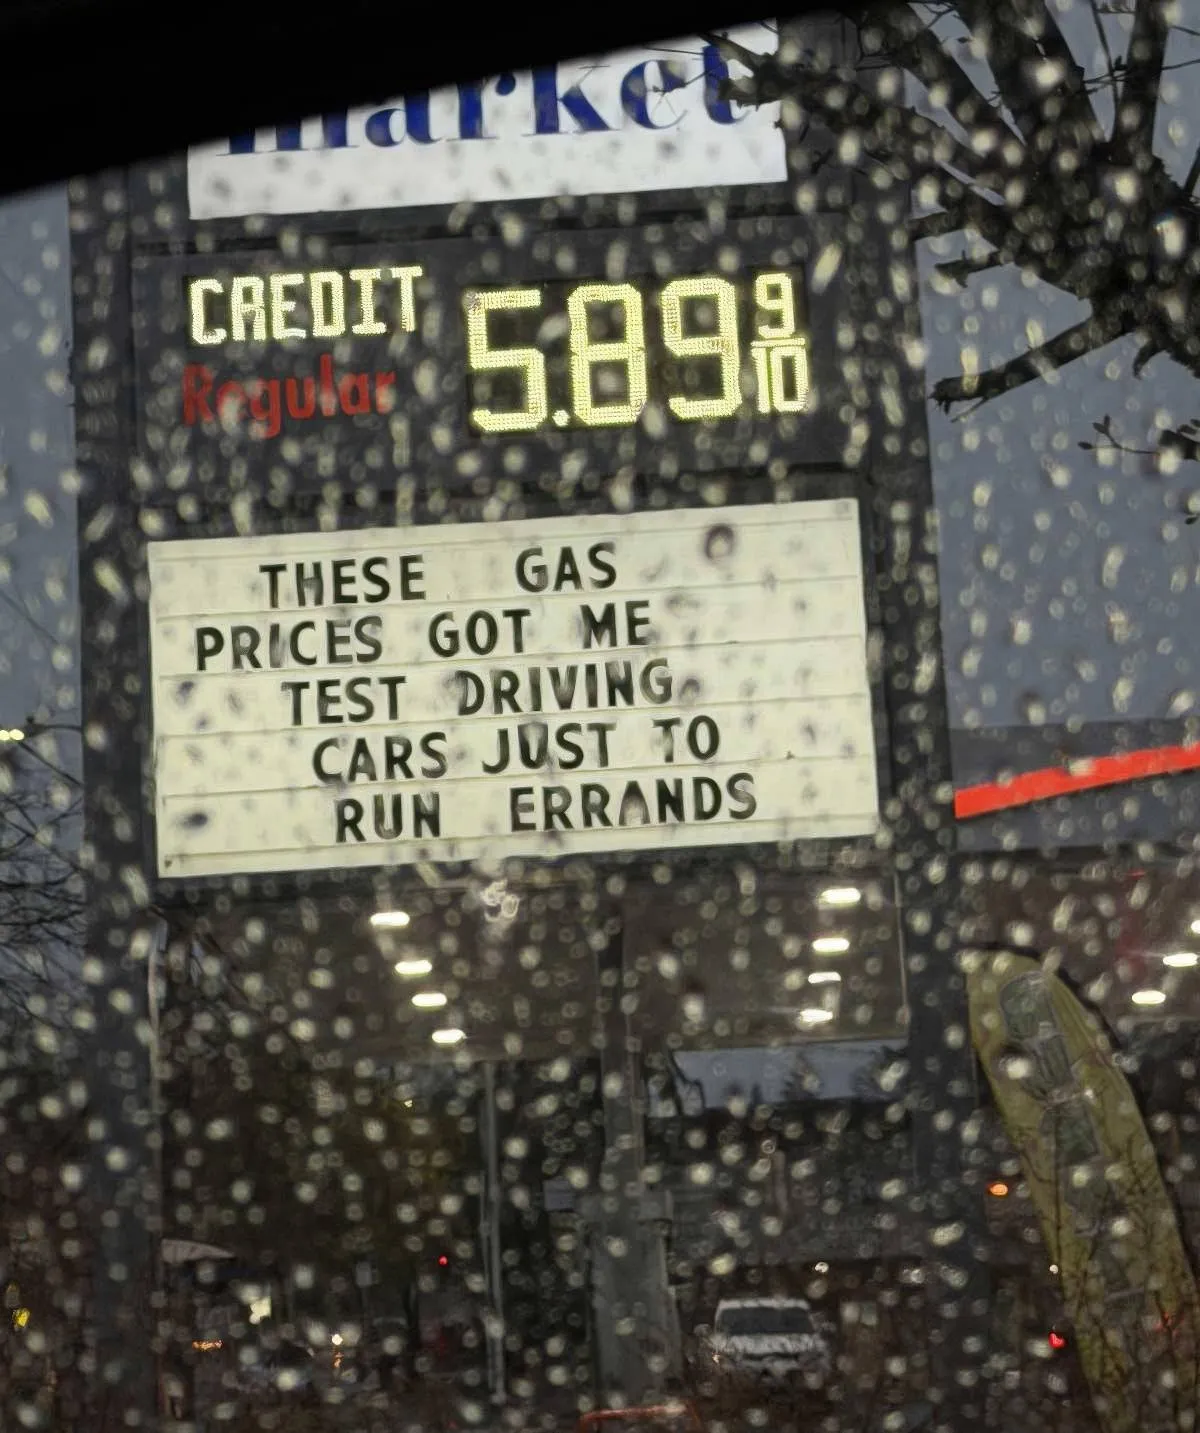 market
CREDIT
Regular
5.89 9/10
THESE GAS
PRICES GOT ME
TEST DRIVING
CARS JUST TO
RUN ERRANDS